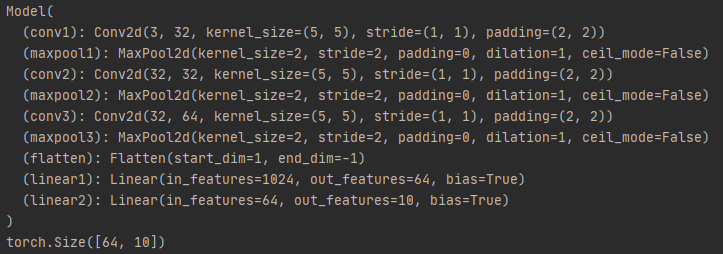 Model(
  (conv1): Conv2d(3, 32, kernel_size=(5, 5), stride=(1, 1), padding=(2, 2))
  (maxpool1): MaxPool2d(kernel_size=2, stride=2, padding=0, dilation=1, ceil_mode=False)
  (conv2): Conv2d(32, 32, kernel_size=(5, 5), stride=(1, 1), padding=(2, 2))
  (maxpool2): MaxPool2d(kernel_size=2, stride=2, padding=0, dilation=1, ceil_mode=False)
  (conv3): Conv2d(32, 64, kernel_size=(5, 5), stride=(1, 1), padding=(2, 2))
  (maxpool3): MaxPool2d(kernel_size=2, stride=2, padding=0, dilation=1, ceil_mode=False)
  (flatten): Flatten(start_dim=1, end_dim=-1)
  (linear1): Linear(in_features=1024, out_features=64, bias=True)
  (linear2): Linear(in_features=64, out_features=10, bias=True)
)
torch.Size([64, 10])